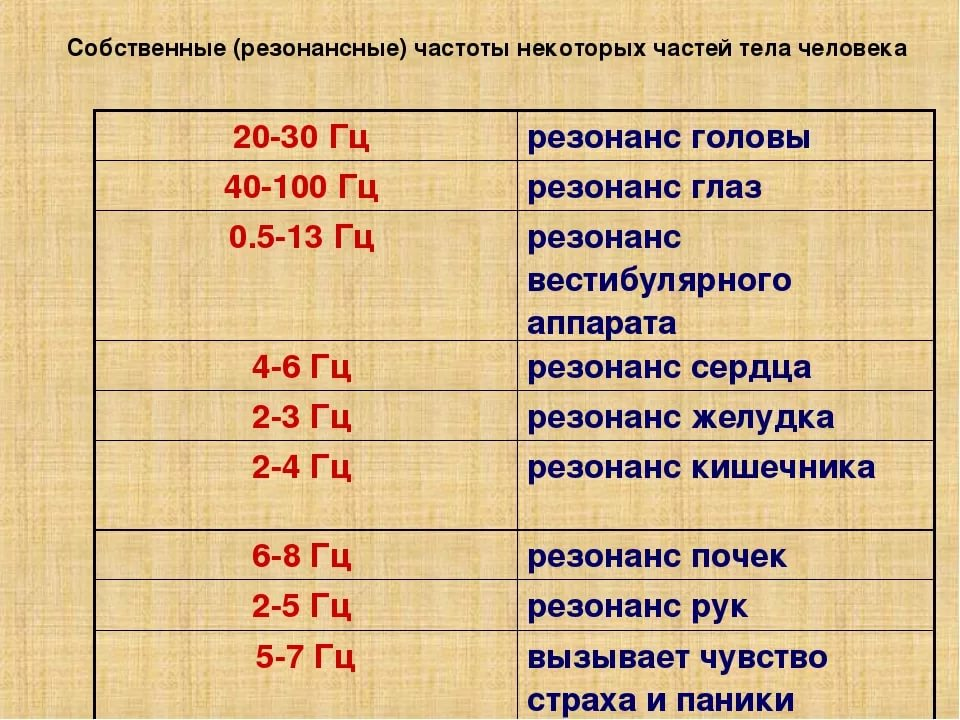 Собственные (резонансные) частоты некоторых частей тела человека
20-30 Гц резонанс головы
40-100 Гц резонанс глаз
0.5-13 Гц резонанс
вестибулярного
аппарата
4-6 Гц резонанс сердца
2-3 Гц резонанс желудка
2-4 Гц резонанс кишечника
6-8 Гц резонанс почек
2-5 Гц резонанс рук
5-7 Гц вызывает чувство
страха и паники